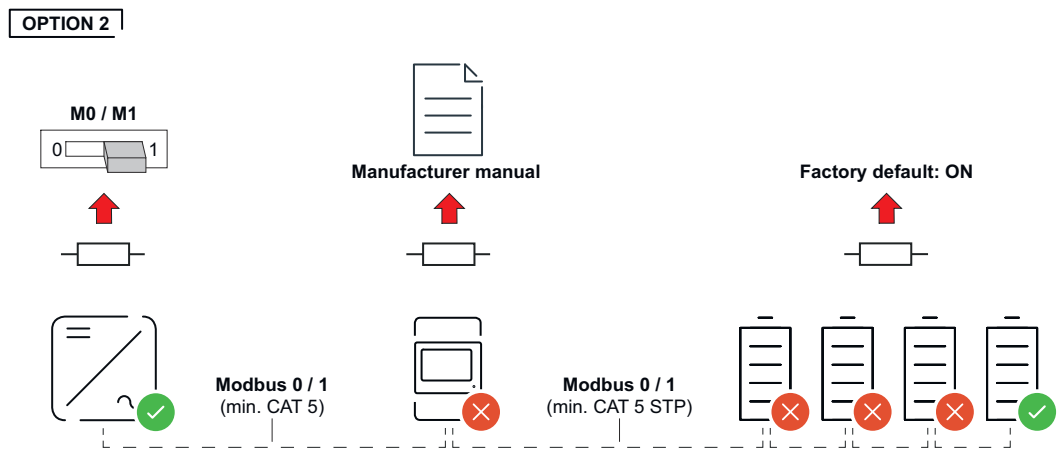 OPTION 2
M0 / M1
0 1
Manufacturer manual
Factory default: ON
Modbus 0 / 1
(min. CAT 5)
Modbus 0 / 1
(min. CAT 5 STP)